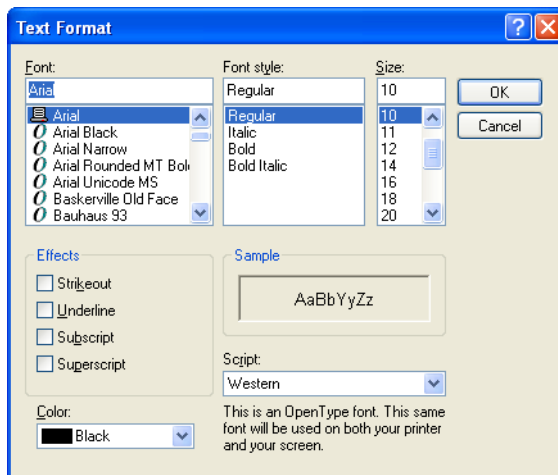 Text Format
Font:
Arial
Arial
Arial Black
Arial Narrow
Arial Rounded MT Bol
Arial Unicode MS
Baskerville Old Face
Bauhaus 93
Font style:
Regular
Regular
Italic
Bold
Bold Italic
Size:
10
10
11
12
14
16
18
20
OK
Cancel
Effects
Strikeout
Underline
Subscript
Superscript
Color:
Black
Sample
AaBbYyZz
Script:
Western
This is an OpenType font. This same
font will be used on both your printer
and your screen.